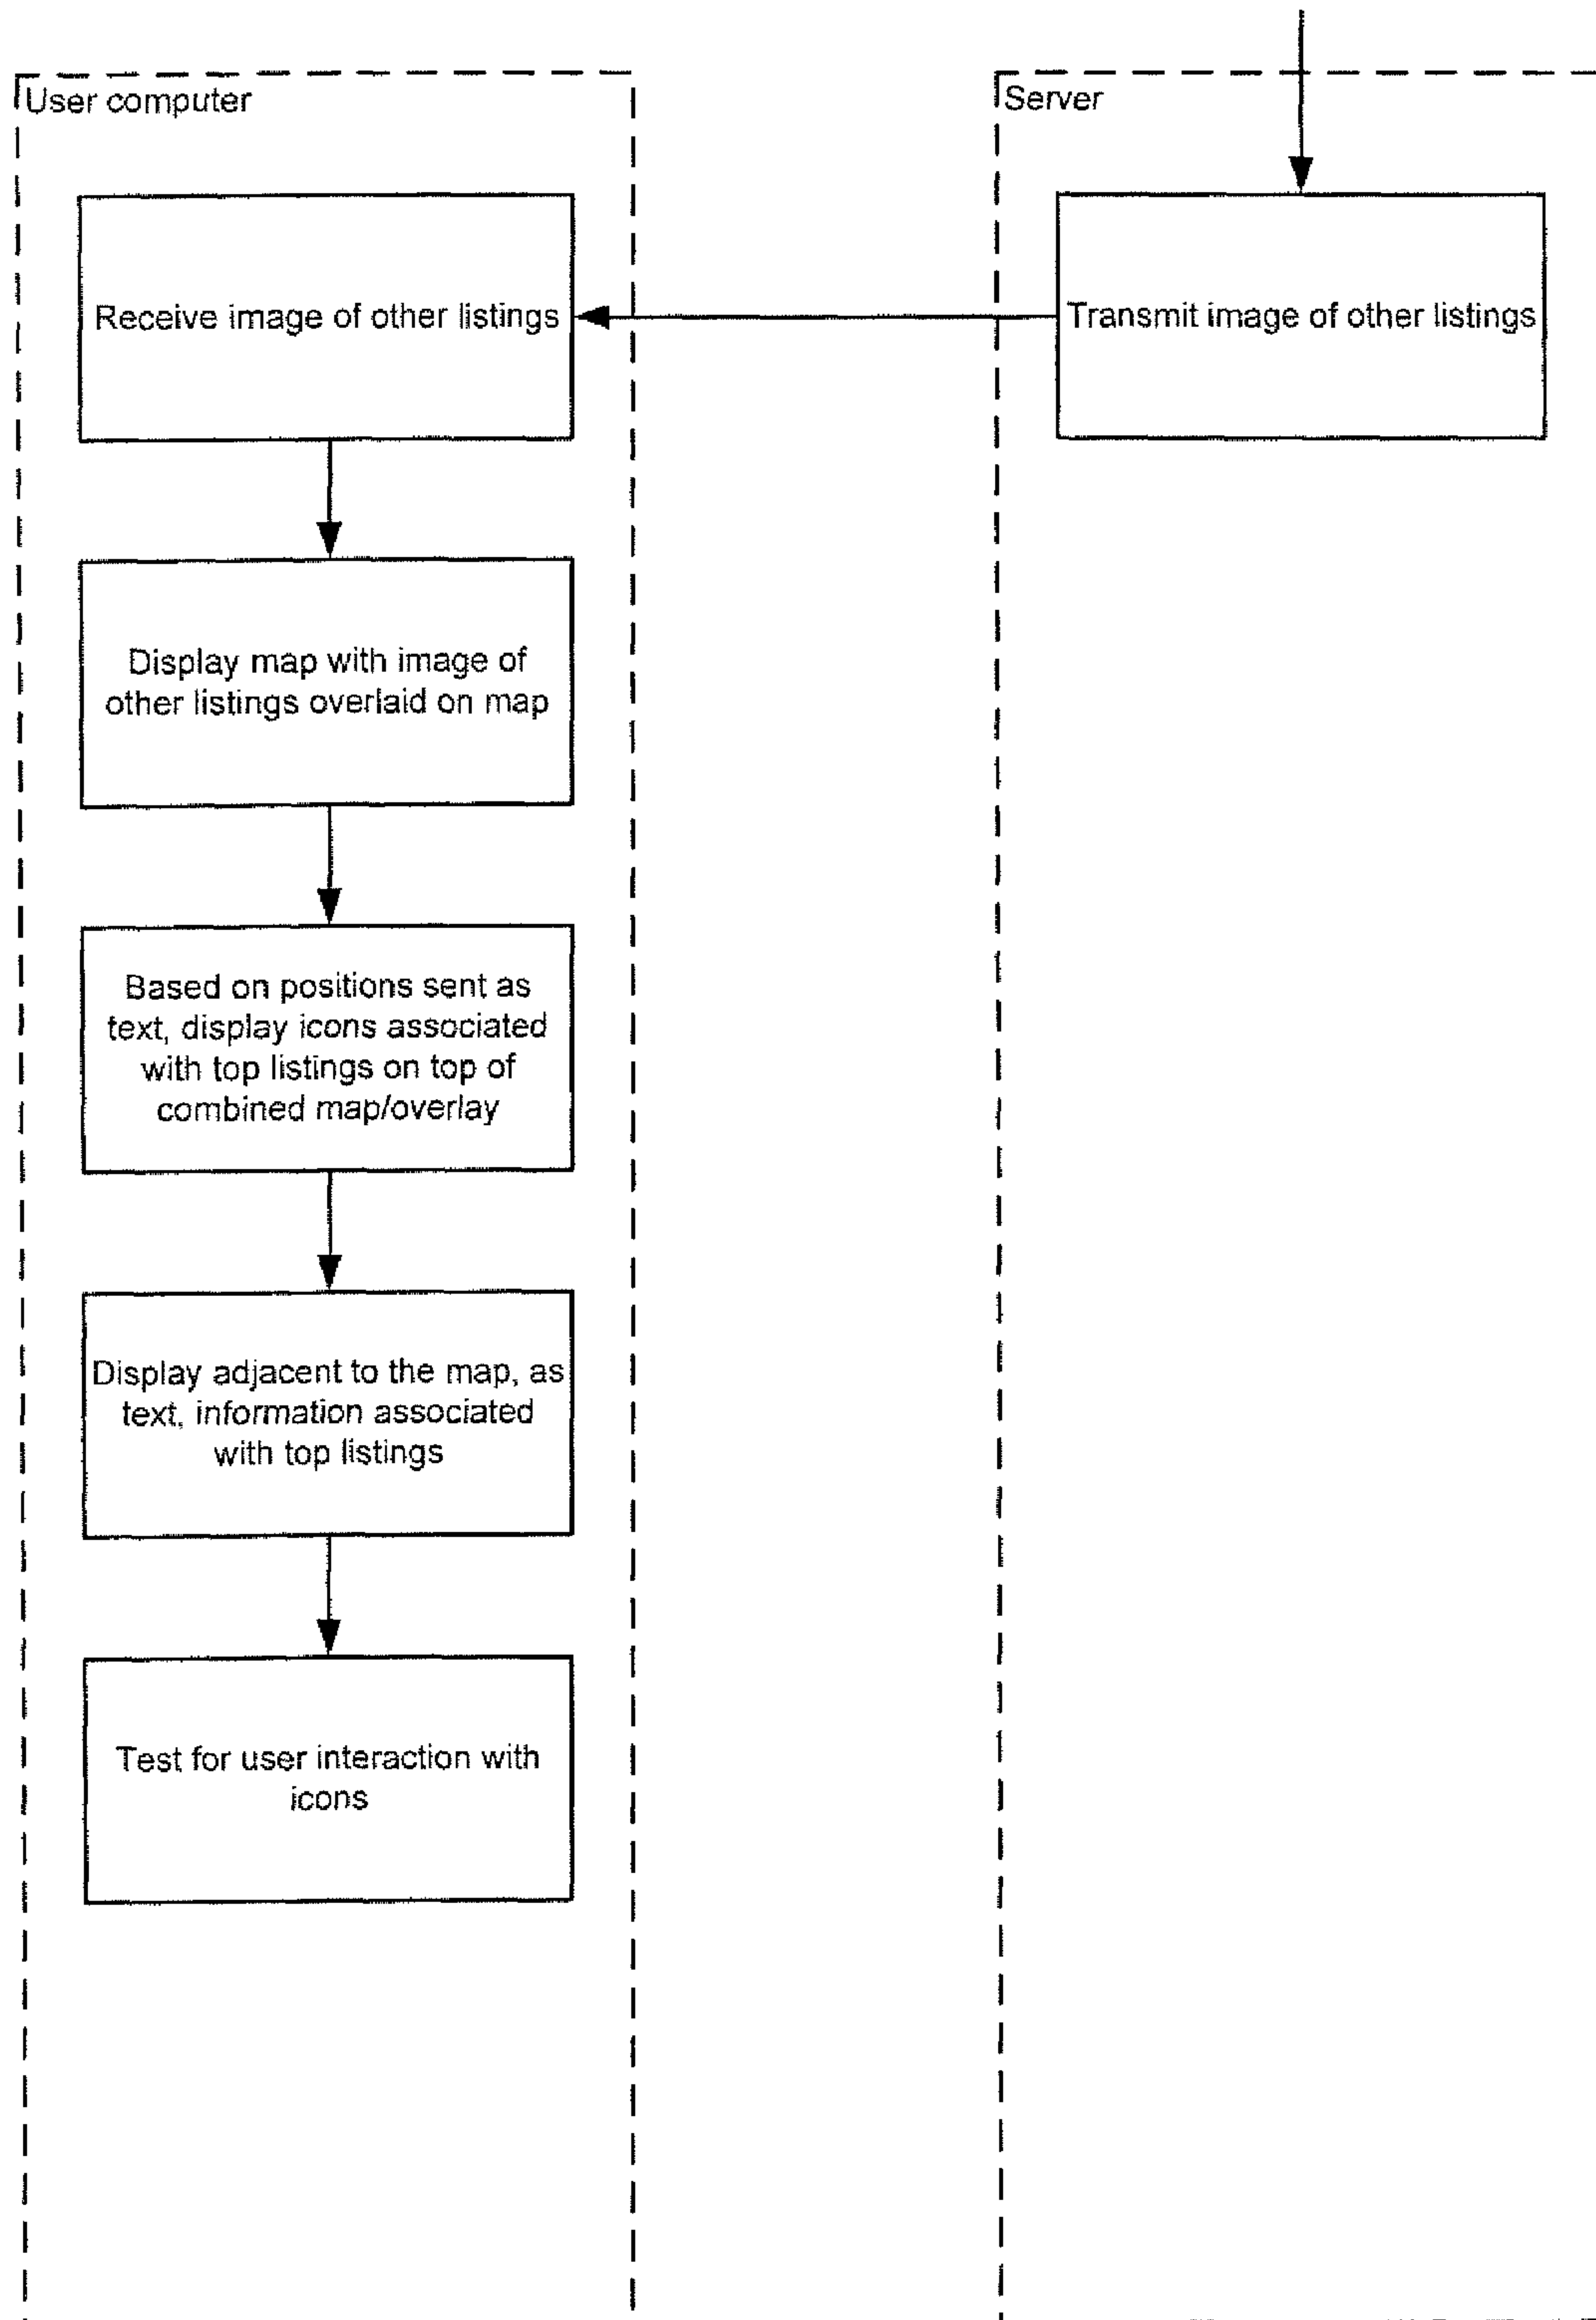 User computer
Server
Receive image of other listings
Transmit image of other listings
Display map with image of
other listings overlaid on map
Based on positions sent as
text, display icons associated
with top listings on top of
combined map/overlay
Display adjacent to the map, as
text, information associated
with top listings
Test for user interaction with
icons